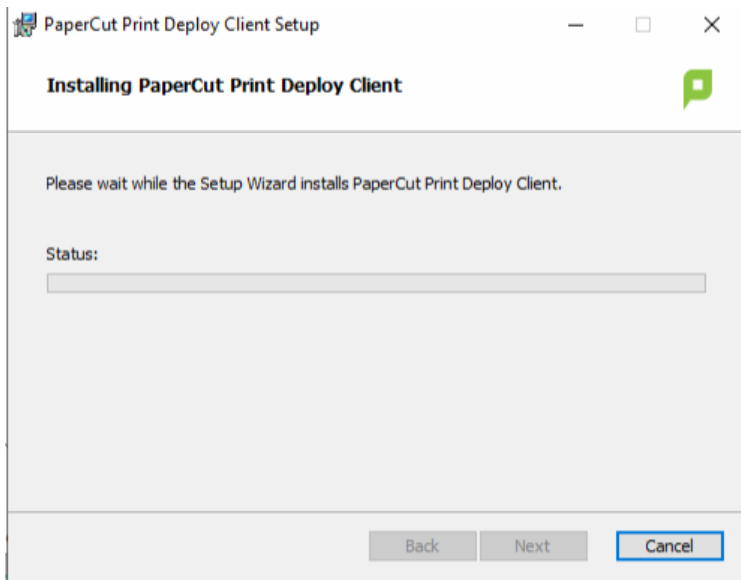 PaperCut Print Deploy Client Setup
Installing PaperCut Print Deploy Client
Please wait while the Setup Wizard installs PaperCut Print Deploy Client.
Status:
Back Next Cancel